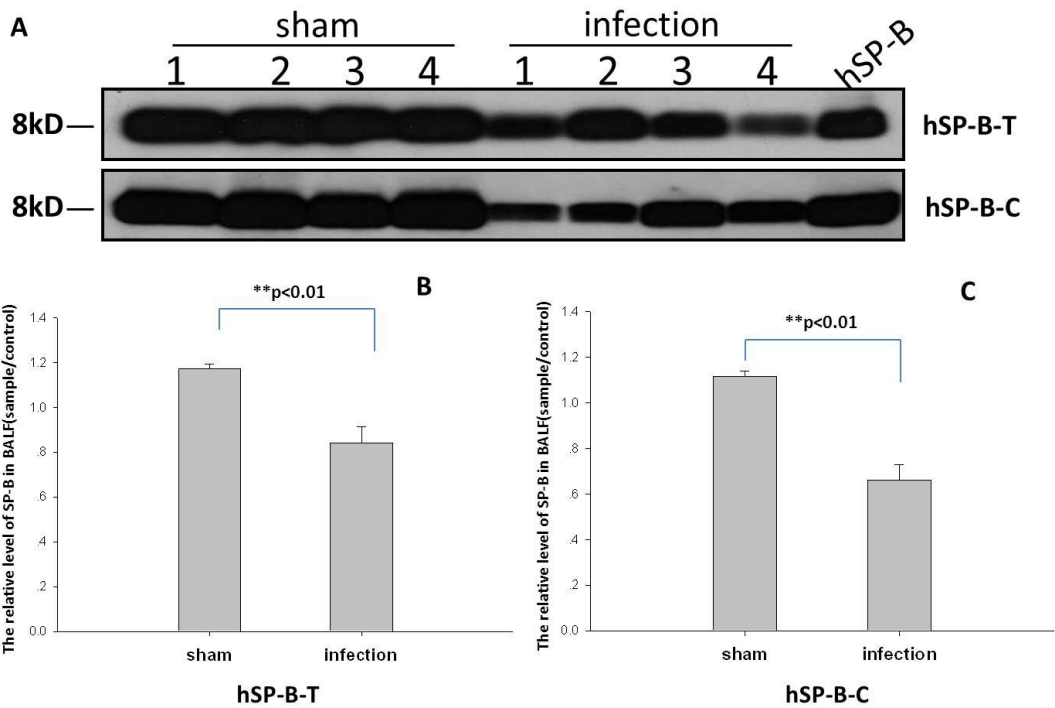 A
sham
infection
1 2 3 4 1 2 3 4 hSP-B
8kD
hSP-B-T
8kD
hSP-B-C
B
**p<0.01
The relative level of SP-B in BALF(sample/control)
1.4
1.2
1.0
.8
.6
.4
.2
0.0
sham infection
hSP-B-T
C
**p<0.01
The relative level of SP-B in BALF(sample/control)
1.4
1.2
1.0
.8
.6
.4
.2
0.0
sham infection
hSP-B-C